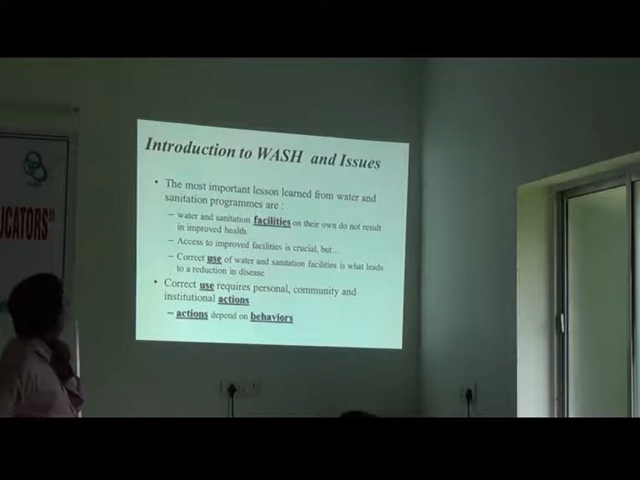 Introduction to WASH and Issues
• The most important lesson learned from water and
sanitation programmes are :
– water and sanitation facilities on their own do not result
in improved health.
– Access to improved facilities is crucial, but…
– Correct use of water and sanitation facilities is what leads
to a reduction in disease
• Correct use requires personal, community and
institutional actions
– actions depend on behaviors
UCATORS"